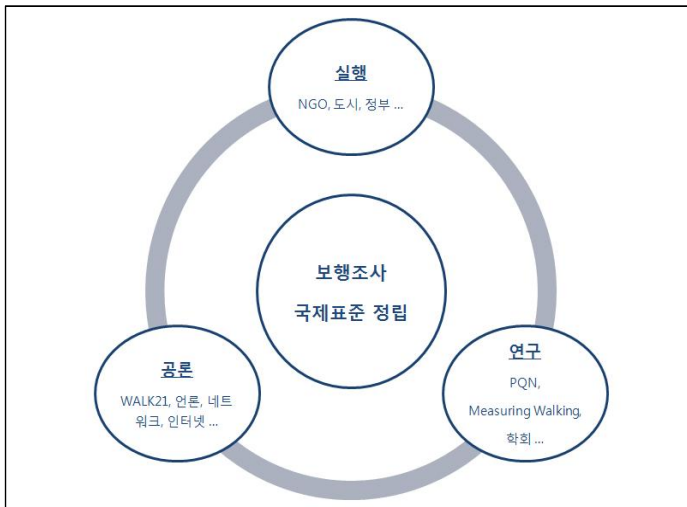 실행
NGO, 도시, 정부 ...
보행조사
국제표준 정립
공론
WALK21, 언론, 네트
워크, 인터넷 ...
연구
PQN,
Measuring Walking,
학회 ...